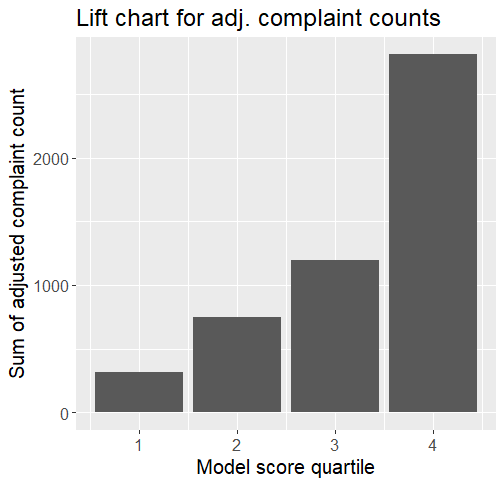 Lift chart for adj. complaint counts
Sum of adjusted complaint count
2000
1000
0
1 2 3 4
Model score quartile